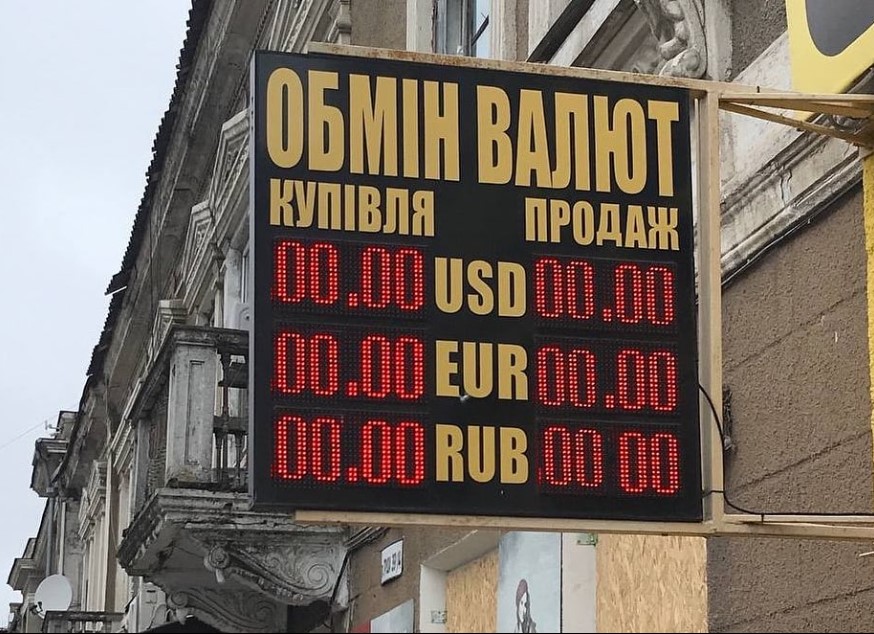 ОБМІН ВАЛЮТ
КУПІВЛЯ ПРОДАЖ
00.00 USD 00.00
00.00 EUR 00.00
00.00 RUB 00 00